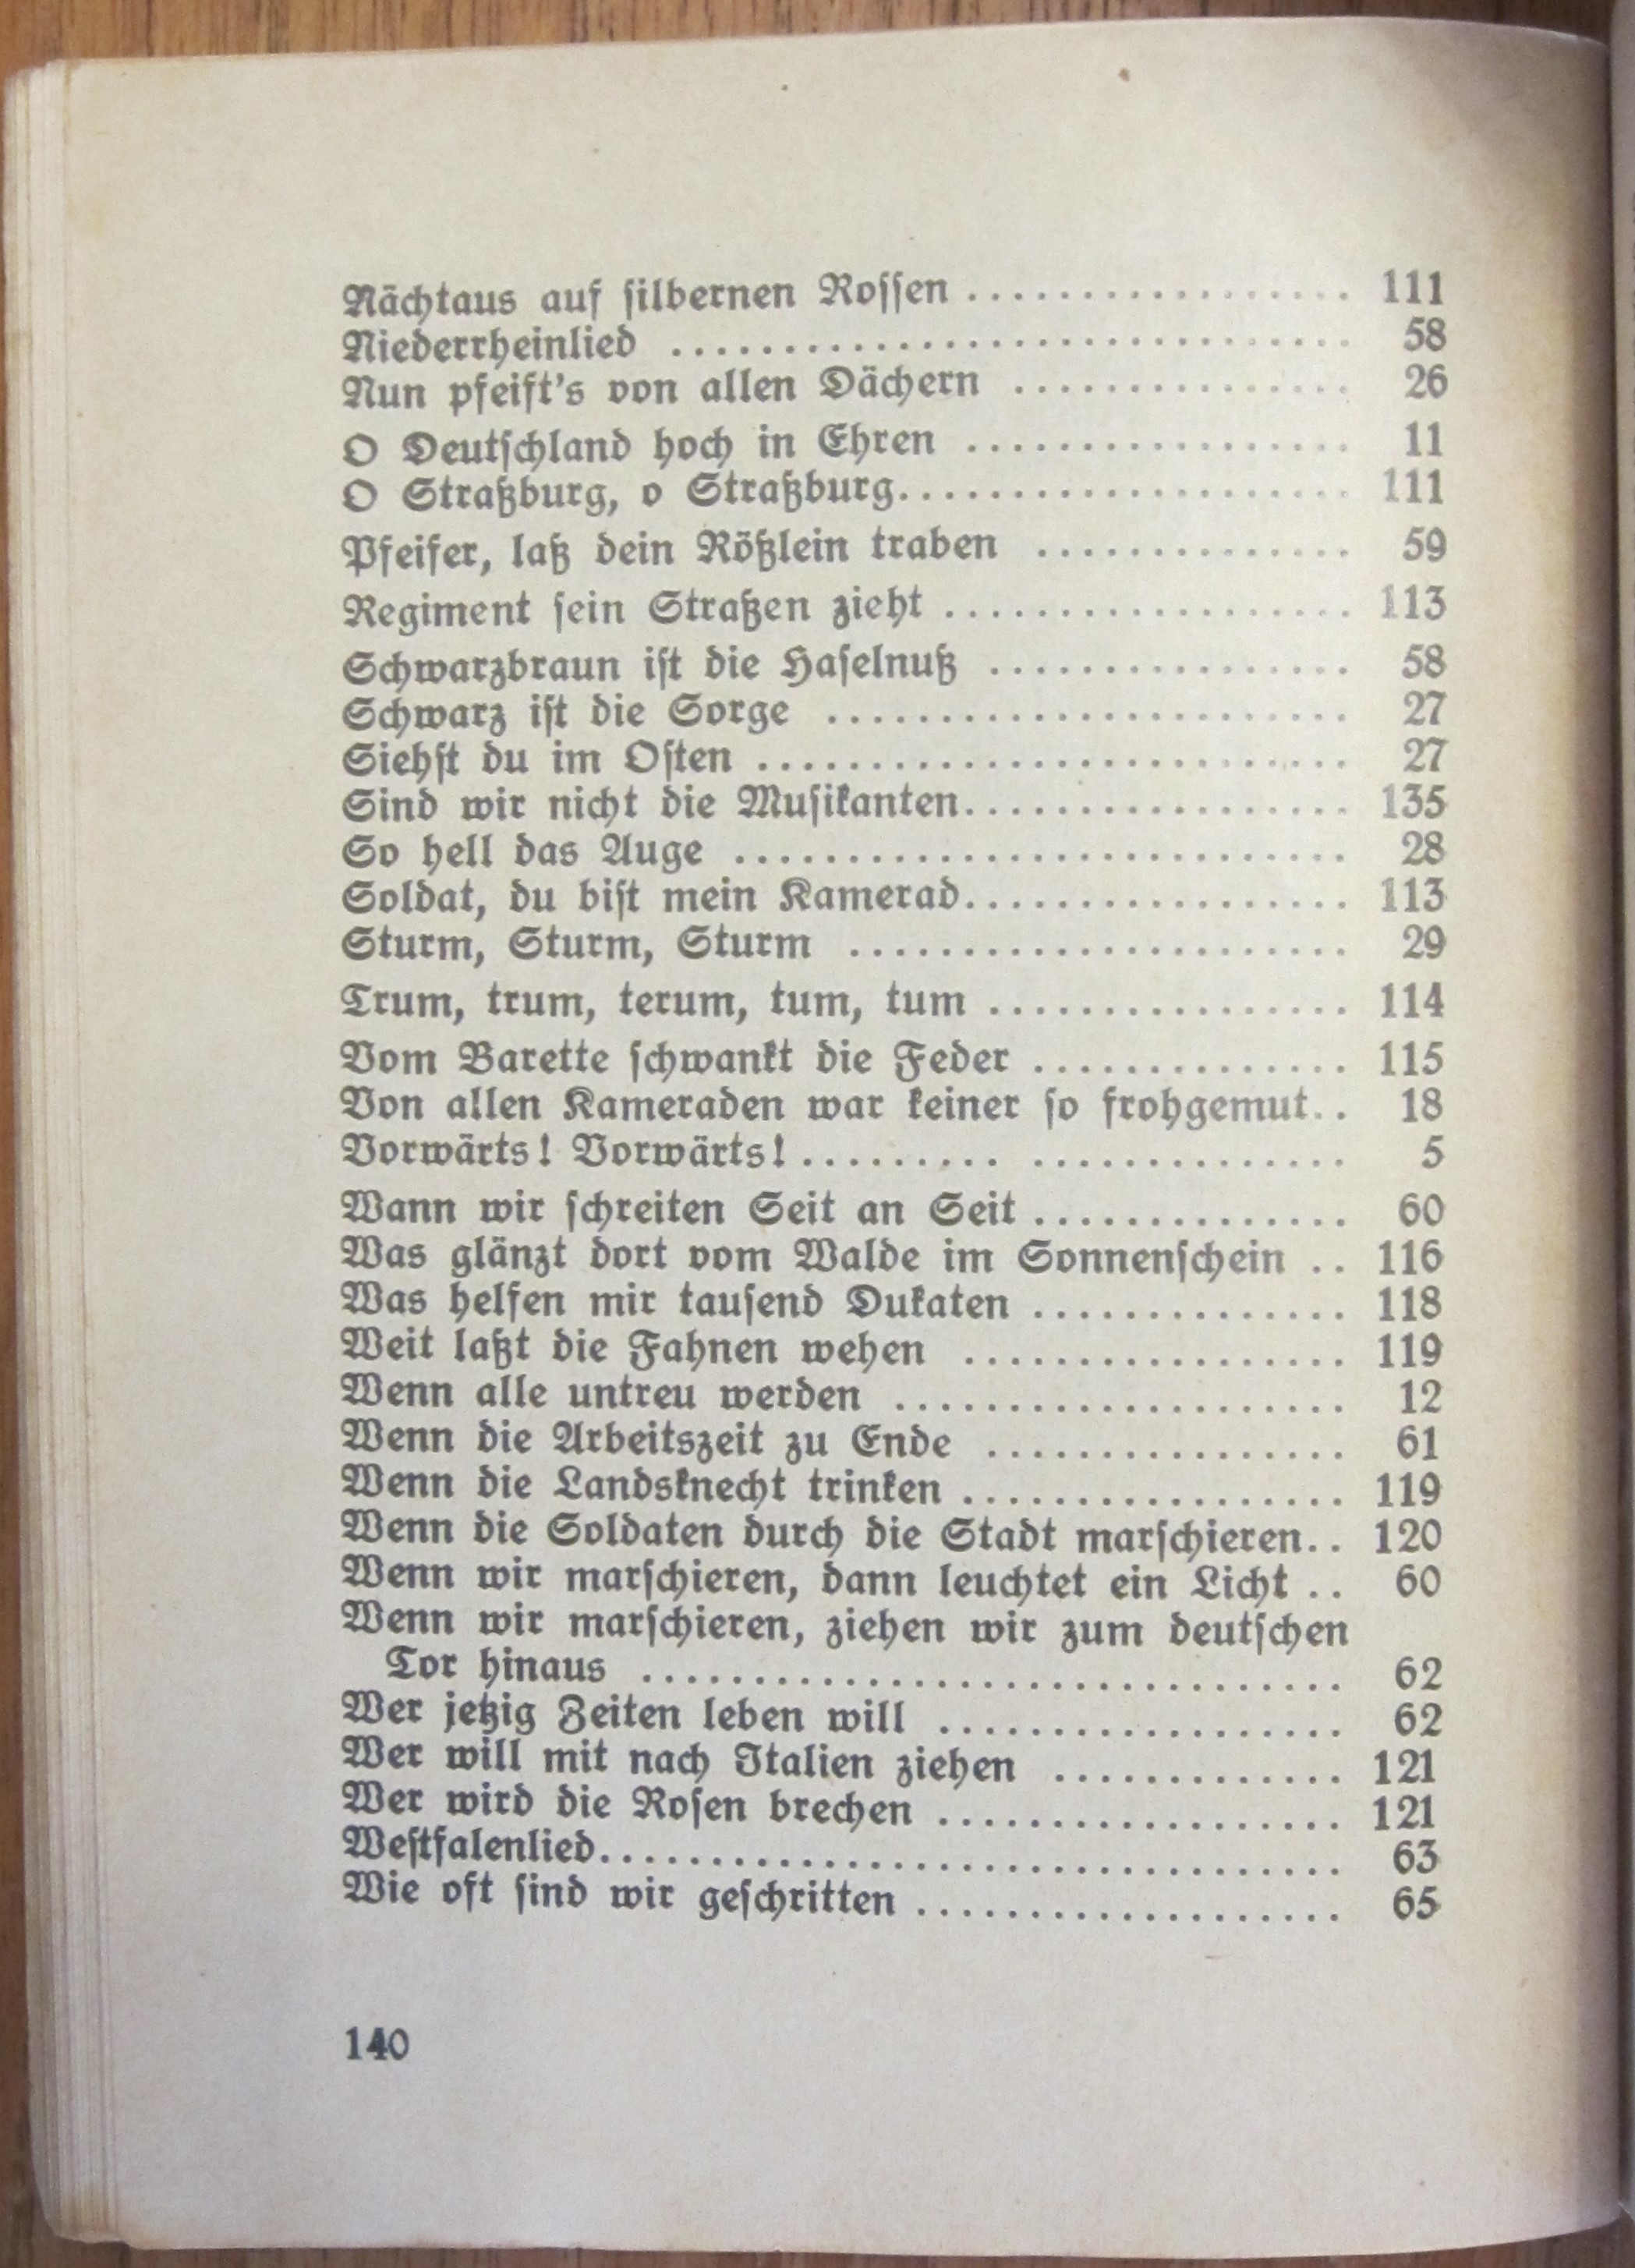 Nächtaus auf silbernen Rossen ................. 111
Niederrheinlied .............................. 58
Nun pfeift's von allen Dächern ............... 26
O Deutschland hoch in Ehren ................. 11
O Straßburg, o Straßburg.................... 111
Pfeifer, laß dein Rößlein traben .............. 59
Regiment sein Straßen zieht .................. 113
Schwarzbraun ist die Haselnuß ................ 58
Schwarz ist die Sorge ....................... 27
Siehst du im Osten .......................... 27
Sind wir nicht die Musikanten................. 135
So hell das Auge ........................... 28
Soldat, du bist mein Kamerad................. 113
Sturm, Sturm, Sturm ...................... 29
Trum, trum, terum, tum, tum ................ 114
Vom Barette schwankt die Feder .............. 115
Von allen Kameraden war keiner so frohgemut.. 18
Vorwärts! Vorwärts!......... .............. 5
Wann wir schreiten Seit an Seit .............. 60
Was glänzt dort vom Walde im Sonnenschein .. 116
Was helfen mir tausend Dukaten .............. 118
Weit laßt die Fahnen wehen ................. 119
Wenn alle untreu werden .................... 12
Wenn die Arbeitszeit zu Ende ................ 61
Wenn die Landsknecht trinken ................. 119
Wenn die Soldaten durch die Stadt marschieren.. 120
Wenn wir marschieren, dann leuchtet ein Licht .. 60
Wenn wir marschieren, ziehen wir zum deutschen
Tor hinaus ............................... 62
Wer jetzig Zeiten leben will .................. 62
Wer will mit nach Italien ziehen ............. 121
Wer wird die Rosen brechen .................. 121
Westfalenlied................................. 63
Wie oft sind wir geschritten ................... 65
140